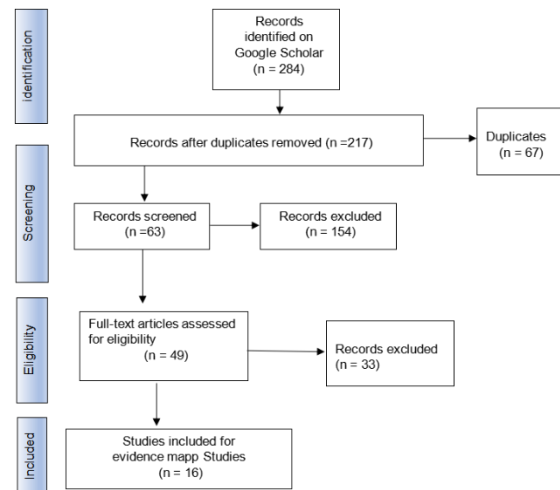 identification
Records
identified on
Google Scholar
(n = 284)
Records after duplicates removed (n =217)
Duplicates
(n = 67)
Screening
Records screened
(n =63)
Records excluded
(n = 154)
Eligibility
Full-text articles assessed
for eligibility
(n = 49)
Records excluded
(n = 33)
Included
Studies included for
evidence mapp Studies
(n = 16)